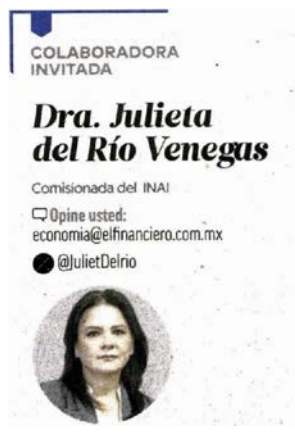 COLABORADORA
INVITADA
Dra. Julieta
del Río Venegas
Comisionada del INAI
Opine usted:
economia@elfinanciero.com.mx
@JulietDelrio